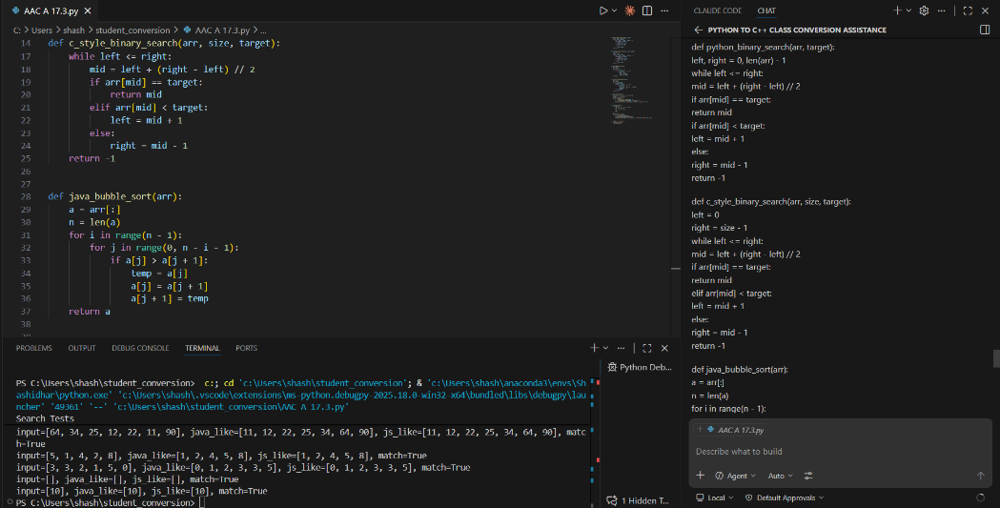 AAC A 17.3.py
C: > Users > shash > student_conversion > AAC A 17.3.py > ...
14 def c_style_binary_search(arr, size, target):
17 while left <= right:
18 mid = left + (right - left) // 2
19 if arr[mid] == target:
20 return mid
21 elif arr[mid] < target:
22 left = mid + 1
23 else:
24 right = mid - 1
25 return -1
26
27
28 def java_bubble_sort(arr):
29 a = arr[:]
30 n = len(a)
31 for i in range(n - 1):
32 for j in range(0, n - i - 1):
33 if a[j] > a[j + 1]:
34 temp = a[j]
35 a[j] = a[j + 1]
36 a[j + 1] = temp
37 return a
38
PROBLEMS OUTPUT DEBUG CONSOLE TERMINAL PORTS
PS C:\Users\shash\student_conversion> c:; cd 'c:\Users\shash\student_conversion'; & 'c:\Users\shash\anaconda3\envs\Sh
ashidhar\python.exe' 'c:\Users\shash\.vscode\extensions\ms-python.debugpy-2025.18.0-win32-x64\bundled\libs\debugpy\lau
ncher' '49361' '--' 'c:\Users\shash\student_conversion\AAC A 17.3.py'
Search Tests
input=[64, 34, 25, 12, 22, 11, 90], java_like=[11, 12, 22, 25, 34, 64, 90], js_like=[11, 12, 22, 25, 34, 64, 90], matc
h=True
input=[5, 1, 4, 2, 8], java_like=[1, 2, 4, 5, 8], js_like=[1, 2, 4, 5, 8], match=True
input=[3, 3, 2, 1, 5, 0], java_like=[0, 1, 2, 3, 3, 5], js_like=[0, 1, 2, 3, 3, 5], match=True
input=[], java_like=[], js_like=[], match=True
input=[10], java_like=[10], js_like=[10], match=True
PS C:\Users\shash\student_conversion>
Python Deb...
1 Hidden T...
CLAUDE CODE CHAT
PYTHON TO C++ CLASS CONVERSION ASSISTANCE
def python_binary_search(arr, target):
left, right = 0, len(arr) - 1
while left <= right:
mid = left + (right - left) // 2
if arr[mid] == target:
return mid
if arr[mid] < target:
left = mid + 1
else:
right = mid - 1
return -1
def c_style_binary_search(arr, size, target):
left = 0
right = size - 1
while left <= right:
mid = left + (right - left) // 2
if arr[mid] == target:
return mid
elif arr[mid] < target:
left = mid + 1
else:
right = mid - 1
return -1
def java_bubble_sort(arr):
a = arr[:]
n = len(a)
for i in range(n - 1):
AAC A 17.3.py
Describe what to build
Agent Auto
Local Default Approvals